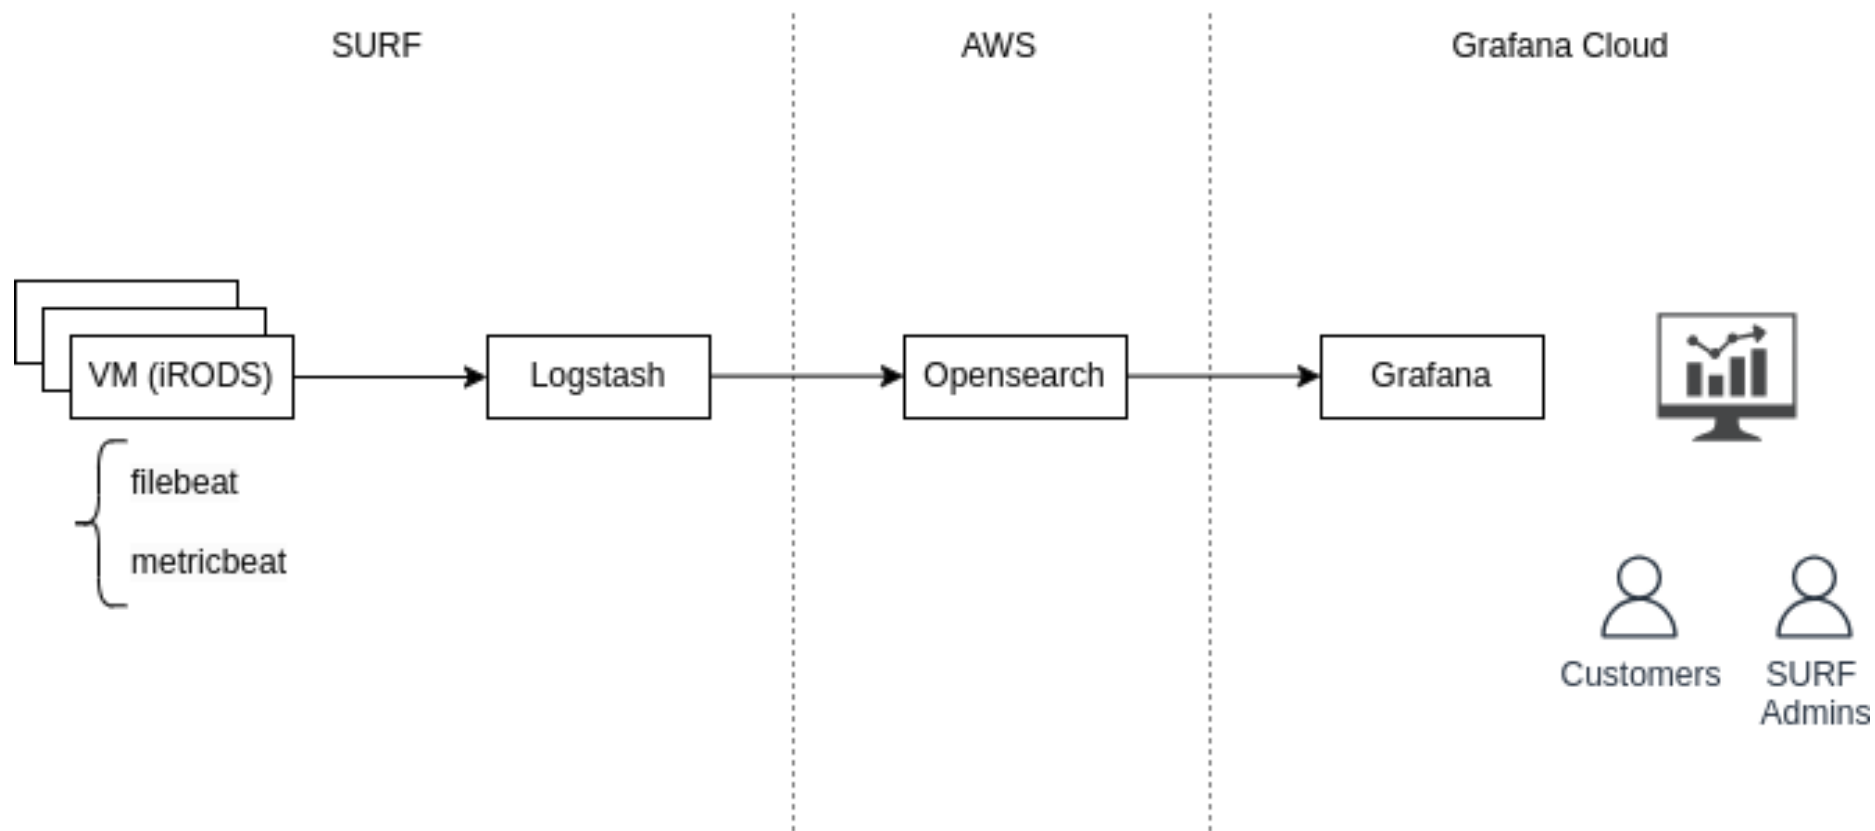 SURF
AWS
Grafana Cloud
VM (iRODS)
Logstash
Opensearch
Grafana
filebeat
metricbeat
Customers
SURF
Admins